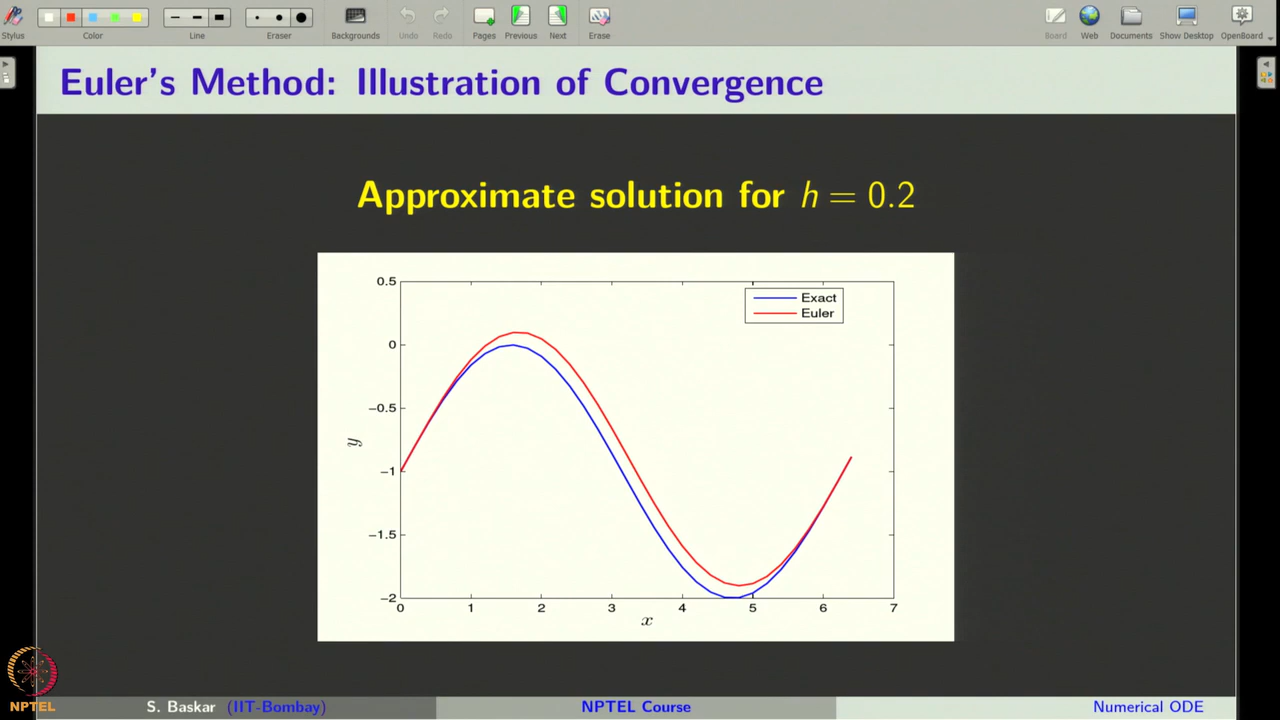 Stylus Color Line Eraser Backgrounds Undo Redo Pages Previous Next Erase Board Web Documents Show Desktop OpenBoard
Euler's Method: Illustration of Convergence
Approximate solution for h = 0.2
0.5
0
−0.5
−1
−1.5
−2
y
Exact
Euler
0 1 2 3 4 5 6 7
x
NPTEL
S. Baskar (IIT-Bombay) NPTEL Course Numerical ODE